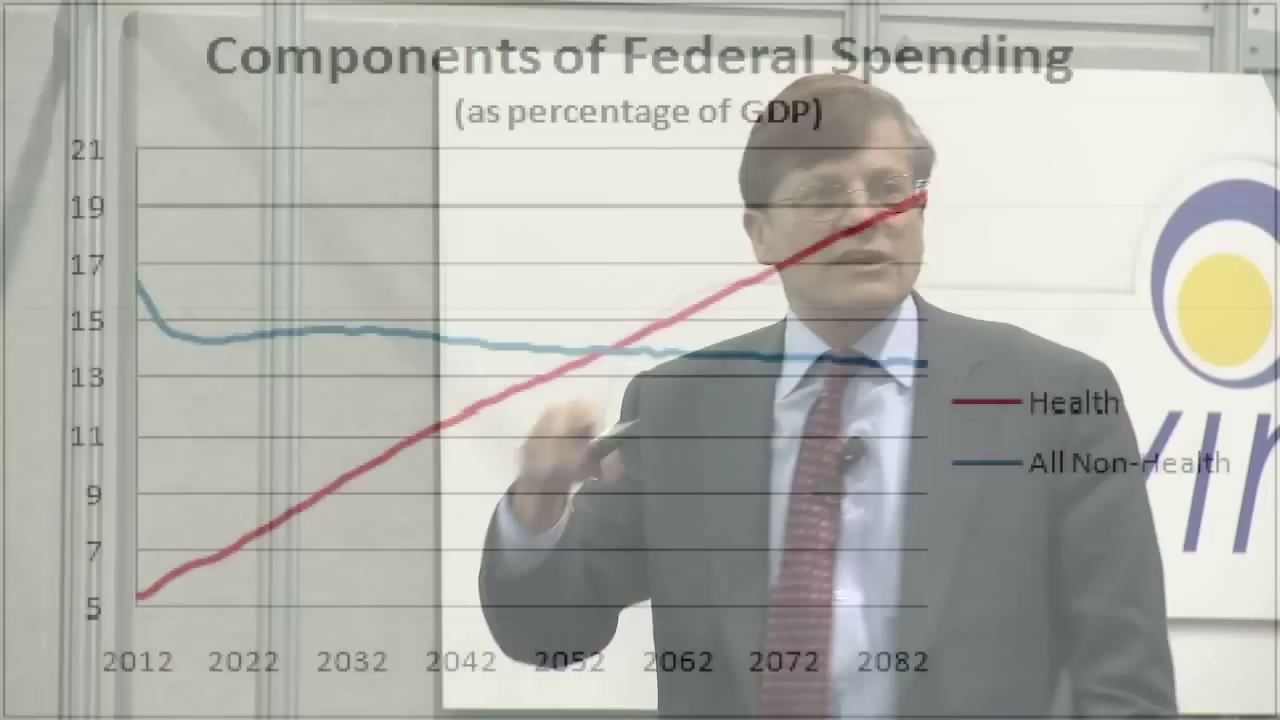 Components of Federal Spending
(as percentage of GDP)
21
19
17
15
13
11
9
7
5
2012 2022 2032 2042 2052 2062 2072 2082
Health
All Non-Health